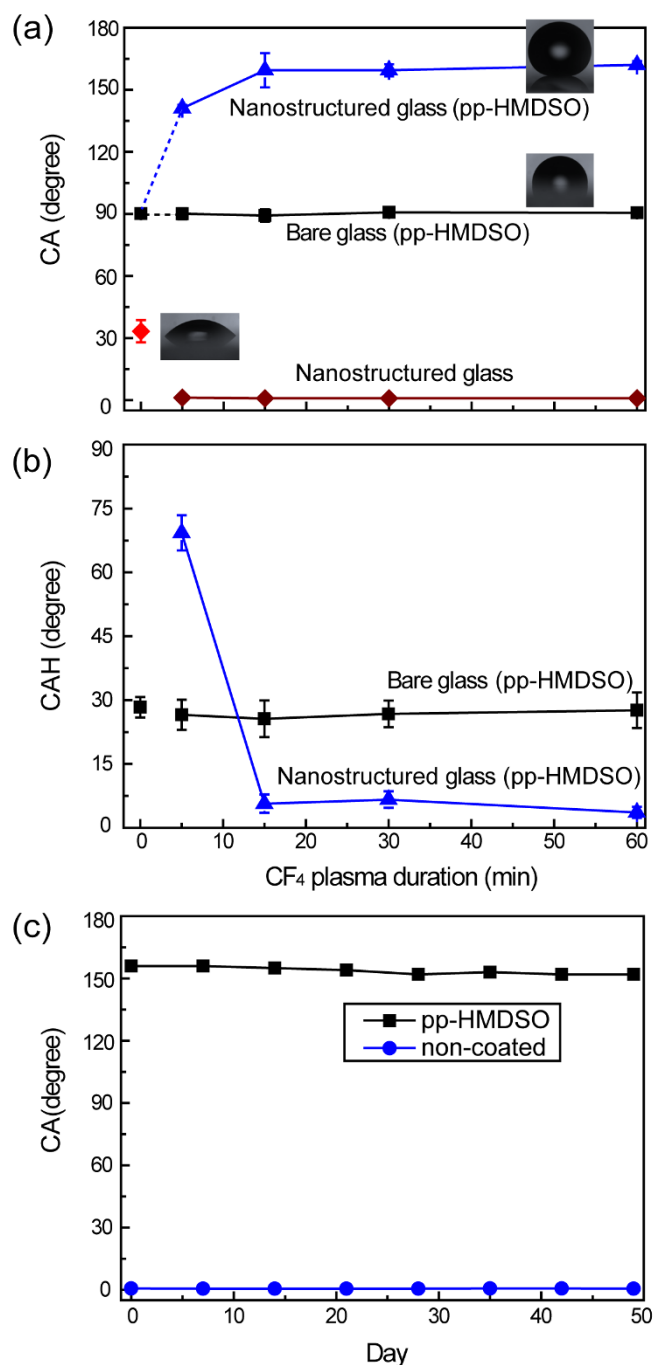 (a)
180
150
120
90
60
30
0
CA (degree)
Nanostructured glass (pp-HMDSO)
Bare glass (pp-HMDSO)
Nanostructured glass
(b)
90
75
60
45
30
15
0
CAH (degree)
Bare glass (pp-HMDSO)
Nanostructured glass (pp-HMDSO)
0 10 20 30 40 50 60
CF₄ plasma duration (min)
(c)
180
150
120
90
60
30
0
CA(degree)
pp-HMDSO
non-coated
0 10 20 30 40 50
Day